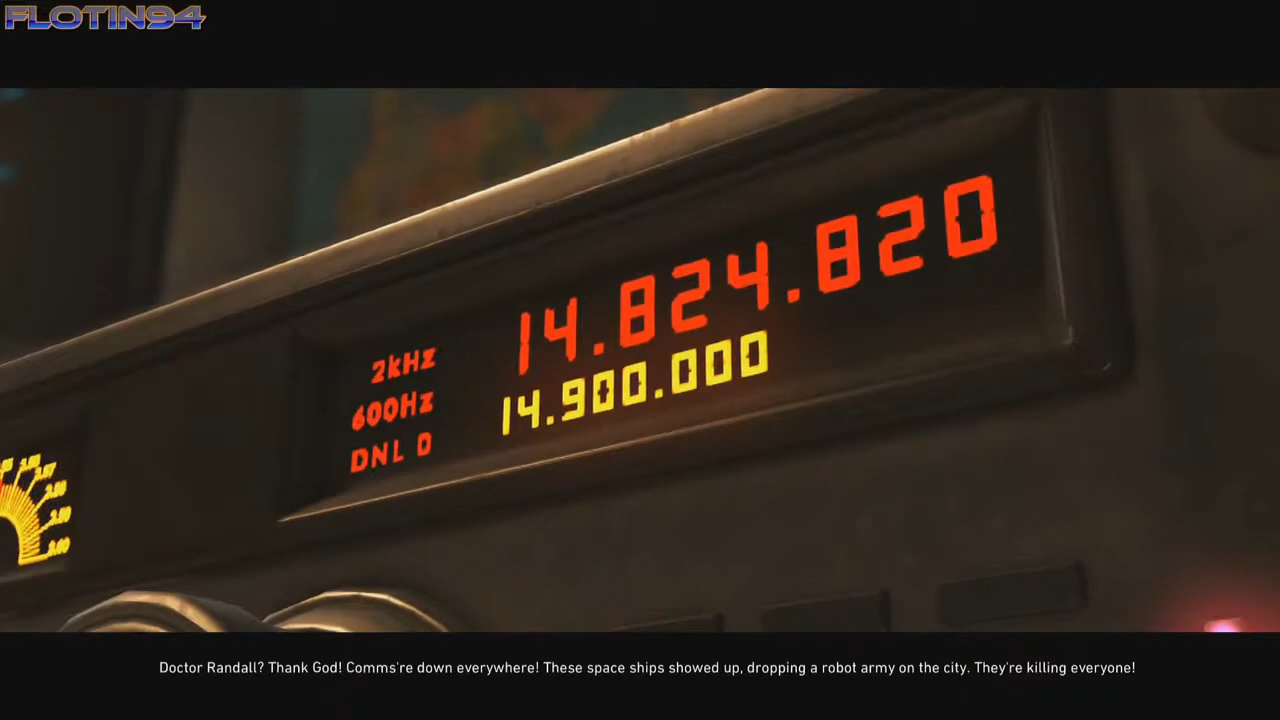 FLOTIN94
14.824.820
2kHz
14.900.000
600Hz
DNL D
Doctor Randall? Thank God! Comms're down everywhere! These space ships showed up, dropping a robot army on the city. They're killing everyone!